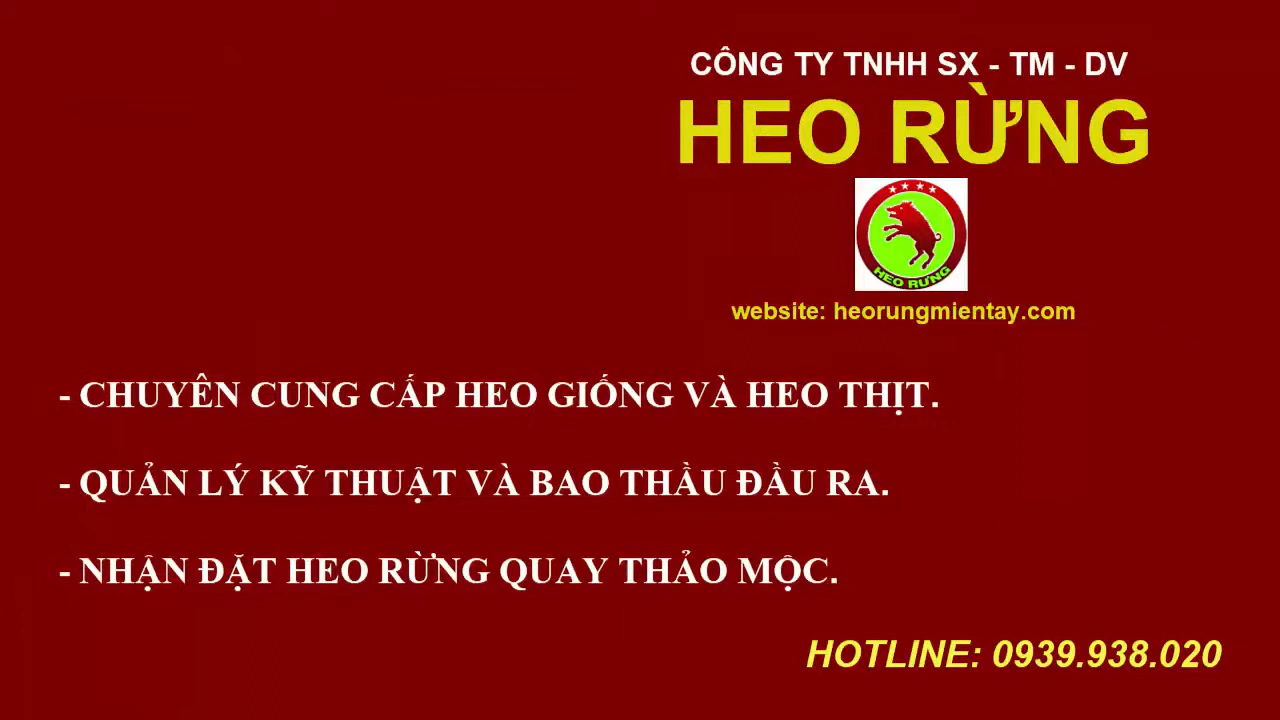 CÔNG TY TNHH SX - TM - DV
HEO RỪNG
HEO RỪNG
website: heorungmientay.com
- CHUYÊN CUNG CẤP HEO GIỐNG VÀ HEO THỊT.
- QUẢN LÝ KỸ THUẬT VÀ BAO THẦU ĐẦU RA.
- NHẬN ĐẶT HEO RỪNG QUAY THẢO MỘC.
HOTLINE: 0939.938.020